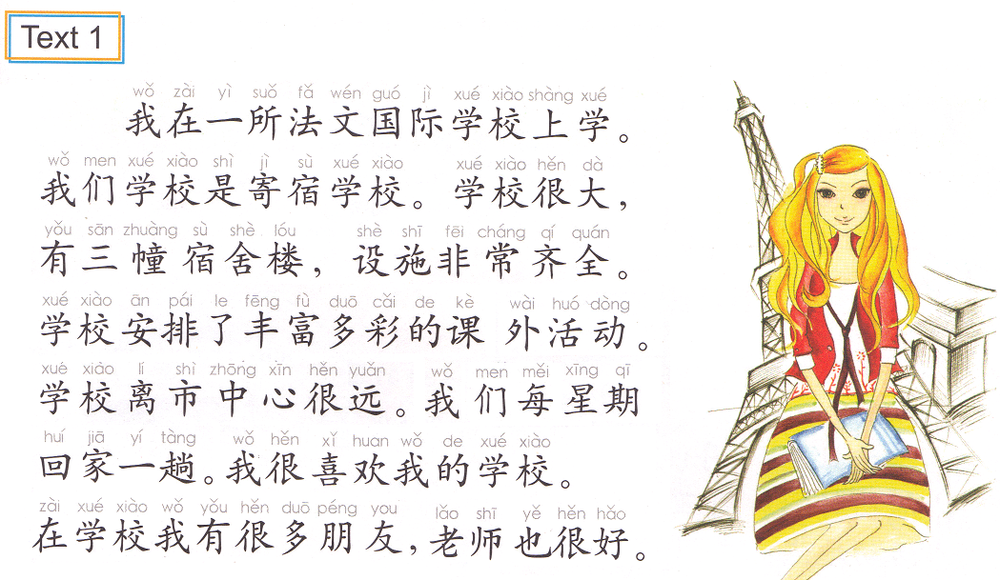 Text 1
wǒ zài yì suǒ fǎ wén guó jì xué xiào shàng xué
我在一所法文国际学校上学。
wǒ men xué xiào shì jì sù xué xiào xué xiào hěn dà
我们学校是寄宿学校。学校很大，
yǒu sān zhuàng sù shè lóu shè shī fēi cháng qí quán
有三幢宿舍楼，设施非常齐全。
xué xiào ān pái le fēng fù duō cǎi de kè wài huó dòng
学校安排了丰富多彩的课外活动。
xué xiào lí shì zhōng xīn hěn yuǎn wǒ men měi xīng qī
学校离市中心很远。我们每星期
huí jiā yí tàng wǒ hěn xǐ huan wǒ de xué xiào
回家一趟。我很喜欢我的学校。
zài xué xiào wǒ yǒu hěn duō péng you lǎo shī yě hěn hǎo
在学校我有很多朋友，老师也很好。